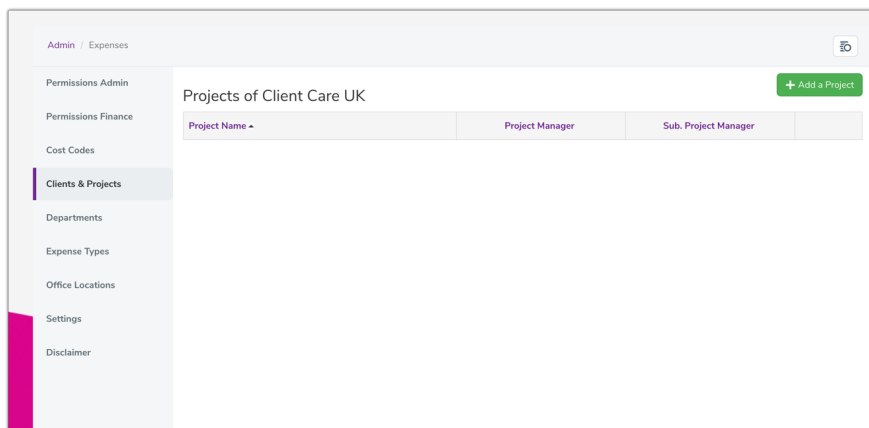 Admin / Expenses
Permissions Admin
Permissions Finance
Cost Codes
Clients & Projects
Departments
Expense Types
Office Locations
Settings
Disclaimer
+ Add a Project
Projects of Client Care UK
Project Name Project Manager Sub. Project Manager